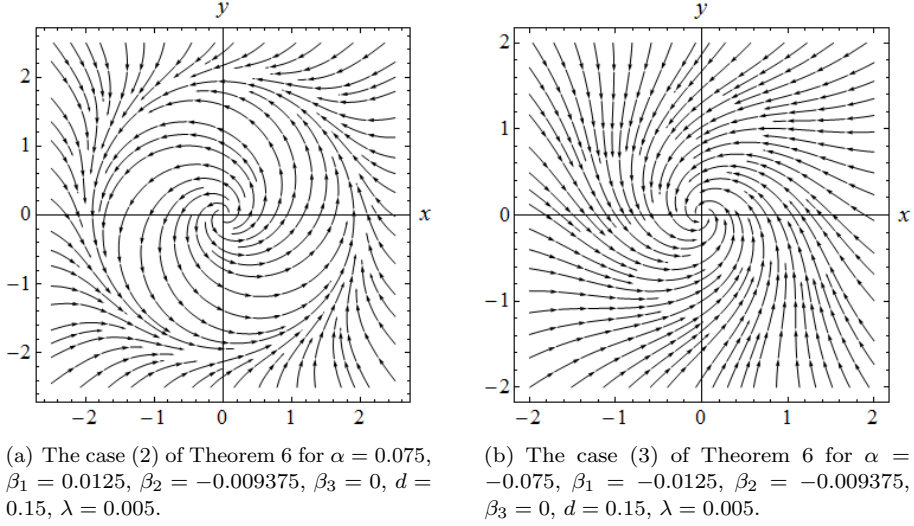 y
2
1
0
−1
−2
−2
−1
0
1
2
x
y
2
1
0
−1
−2
−2
−1
0
1
2
x
(a) The case (2) of Theorem 6 for α = 0.075,
β₁ = 0.0125, β₂ = −0.009375, β₃ = 0, d =
0.15, λ = 0.005.
(b) The case (3) of Theorem 6 for α =
−0.075, β₁ = −0.0125, β₂ = −0.009375,
β₃ = 0, d = 0.15, λ = 0.005.